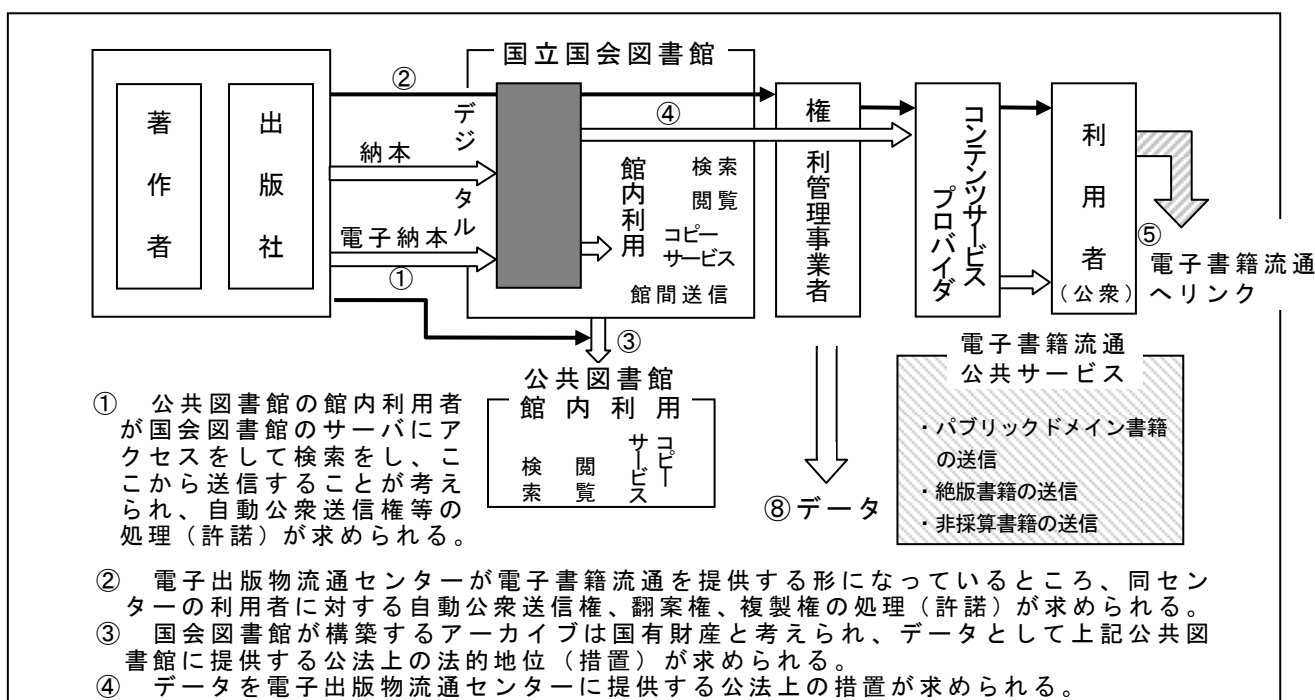 国立国会図書館
著作者
出版社
②
納本
電子納本
①
デジタル
④
館内利用
検索
閲覧
コピー
サービス
館間送信
権利管理事業者
コンテンツサービス
プロバイダ
利用者
(公衆)
⑤
電子書籍流通
へリンク
③
公共図書館
館内利用
検索
閲覧
コピー
サービス
⑧データ
電子書籍流通
公共サービス
・パブリックドメイン書籍
の送信
・絶版書籍の送信
・非採算書籍の送信
① 公共図書館の館内利用者
が国会図書館のサーバにア
クセスをして検索をし、こ
こから送信することが考え
られ、自動公衆送信権等の
処理(許諾)が求められる。
② 電子出版物流通センターが電子書籍流通を提供する形になっているところ、同セン
ターの利用者に対する自動公衆送信権、翻案権、複製権の処理(許諾)が求められる。
③ 国会図書館が構築するアーカイブは国有財産と考えられ、データとして上記公共図
書館に提供する公法上の法的地位(措置)が求められる。
④ データを電子出版物流通センターに提供する公法上の措置が求められる。